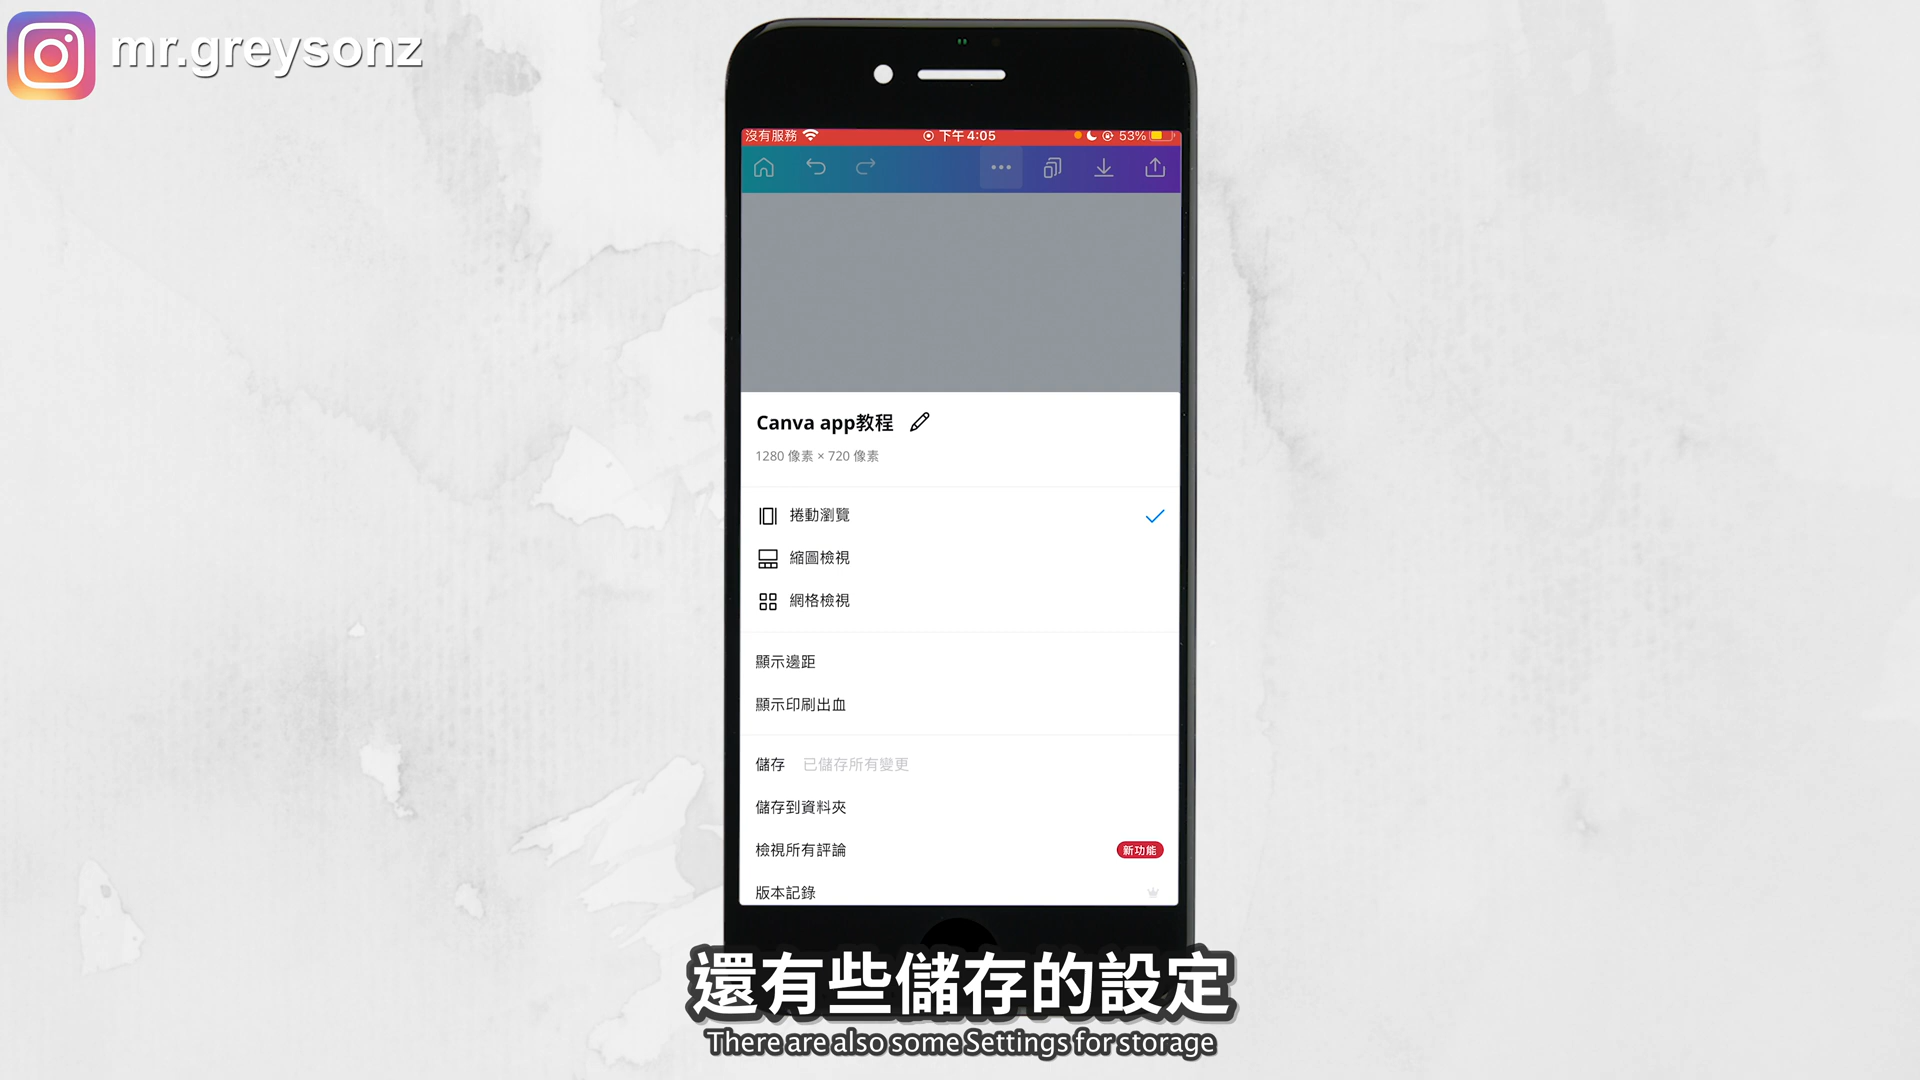 mr.greysonz
沒有服務 下午4:05 53%
Canva app教程
1280 像素 × 720 像素
捲動瀏覽
縮圖檢視
網格檢視
顯示邊距
顯示印刷出血
儲存 已儲存所有變更
儲存到資料夾
檢視所有評論 新功能
版本記錄
還有些儲存的設定
There are also some Settings for storage